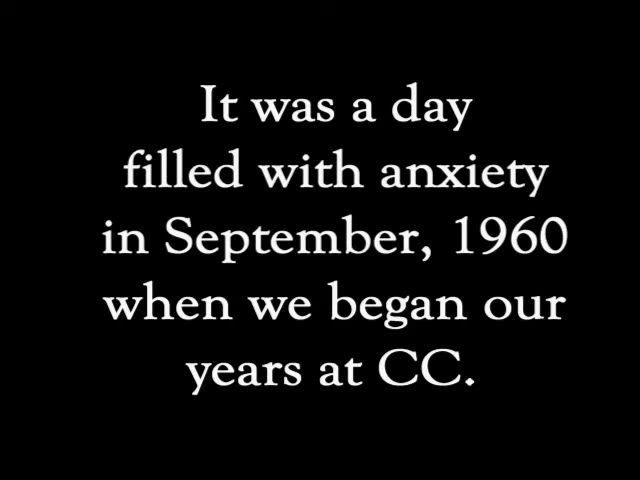 It was a day
filled with anxiety
in September, 1960
when we began our
years at CC.